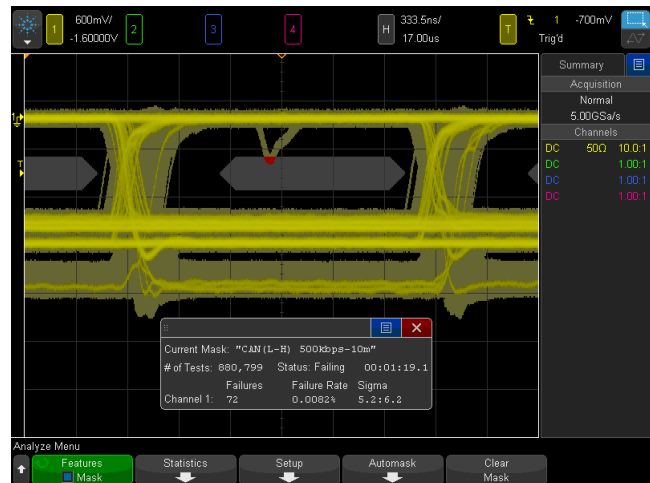 1 600mV/ -1.60000V 2 3 4 H 333.5ns/ 17.00us T 1 -700mV Trig'd
Summary
Acquisition
Normal
5.00GSa/s
Channels
DC 50Ω 10.0:1
DC 1.00:1
DC 1.00:1
DC 1.00:1
1
T
Current Mask: "CAN(L-H) 500kbps-10m"
# of Tests: 880,799 Status: Failing 00:01:19.1
Failures Failure Rate Sigma
Channel 1: 72 0.0082% 5.2:6.2
Analyze Menu
Features Statistics Setup Automask Clear
Mask Mask